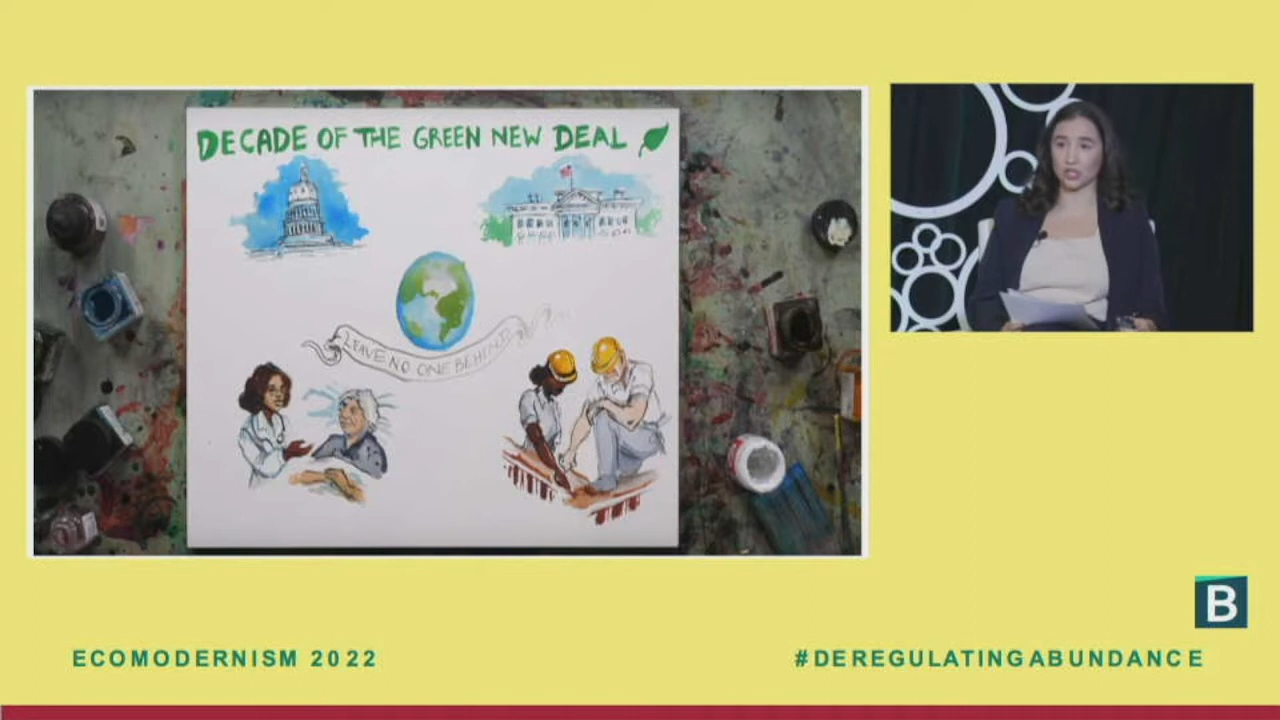 DECADE OF THE GREEN NEW DEAL
LEAVE NO ONE BEHIND
B
ECOMODERNISM 2022
#DEREGULATINGABUNDANCE